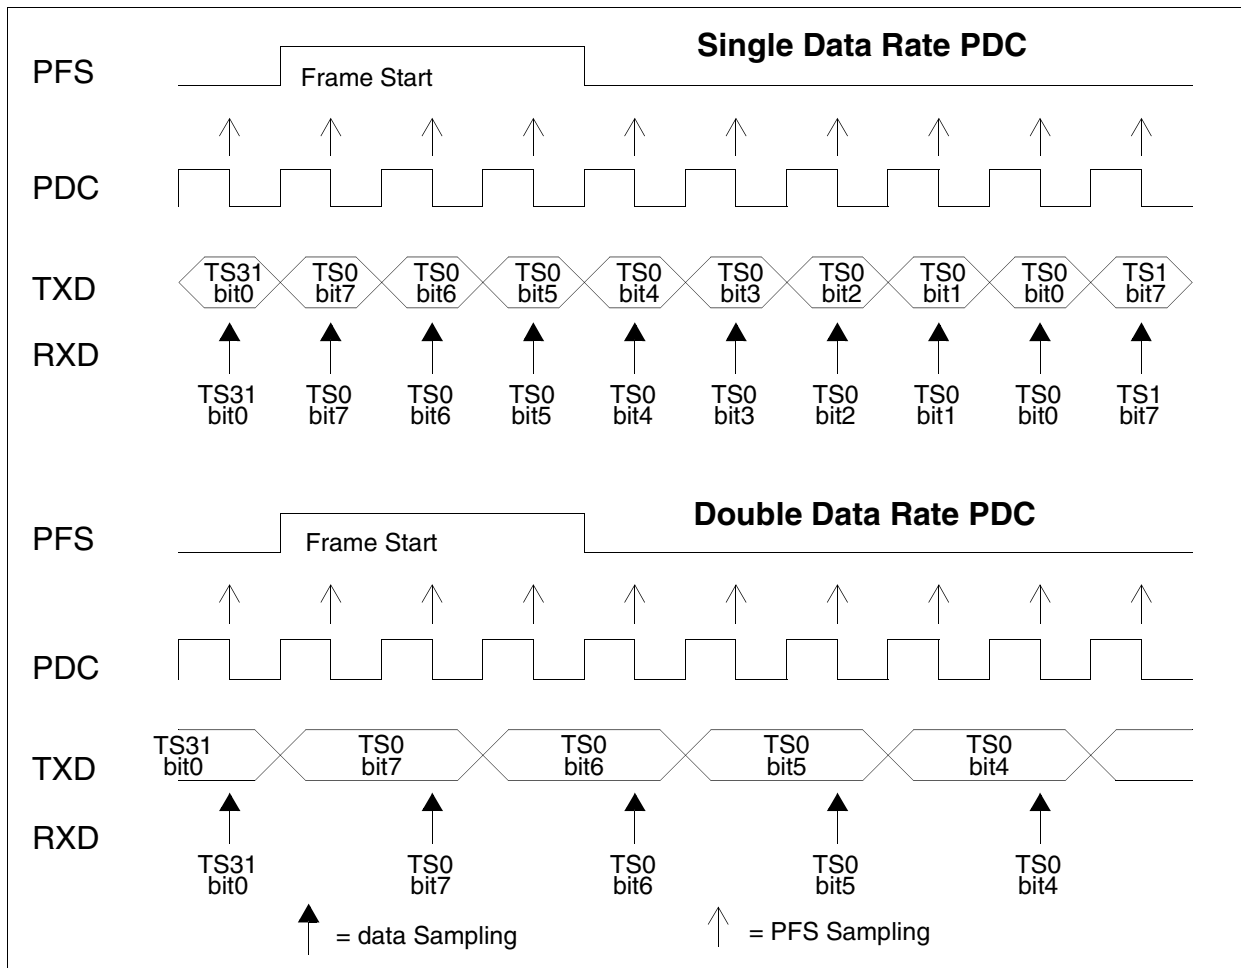 Single Data Rate PDC
PFS
Frame Start
PDC
TXD
TS31 TS0 TS0 TS0 TS0 TS0 TS0 TS0 TS0 TS1
bit0 bit7 bit6 bit5 bit4 bit3 bit2 bit1 bit0 bit7
RXD
TS31 TS0 TS0 TS0 TS0 TS0 TS0 TS0 TS0 TS1
bit0 bit7 bit6 bit5 bit4 bit3 bit2 bit1 bit0 bit7
Double Data Rate PDC
PFS
Frame Start
PDC
TXD
TS31 TS0 TS0 TS0 TS0
bit0 bit7 bit6 bit5 bit4
RXD
TS31 TS0 TS0 TS0 TS0
bit0 bit7 bit6 bit5 bit4
= data Sampling
= PFS Sampling